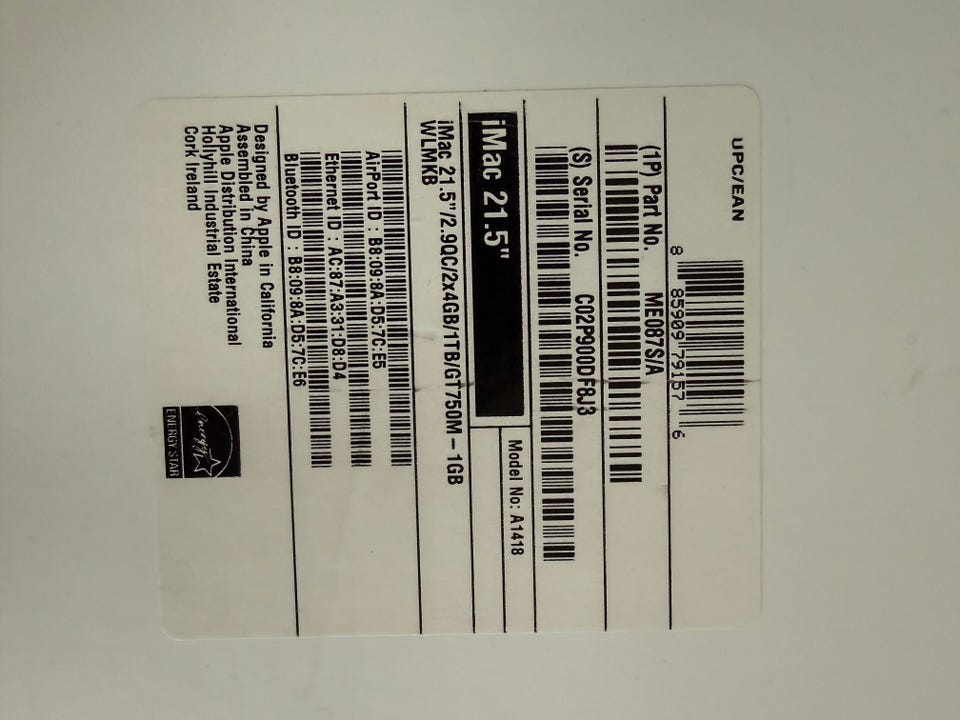 UPC/EAN
8 85909 79157 6
(1P) Part No. ME087S/A
(S) Serial No. C02P900DF8J3
iMac 21.5"
Model No: A1418
iMac 21.5"/2.9QC/2x4GB/1TB/GT750M – 1GB
WLMKB
AirPort ID : B8:09:8A:D5:7C:E5
Ethernet ID : AC:87:A3:31:D8:D4
Bluetooth ID : B8:09:8A:D5:7C:E6
Designed by Apple in California
Assembled in China
Apple Distribution International
Hollyhill Industrial Estate
Cork Ireland
energy
ENERGY STAR